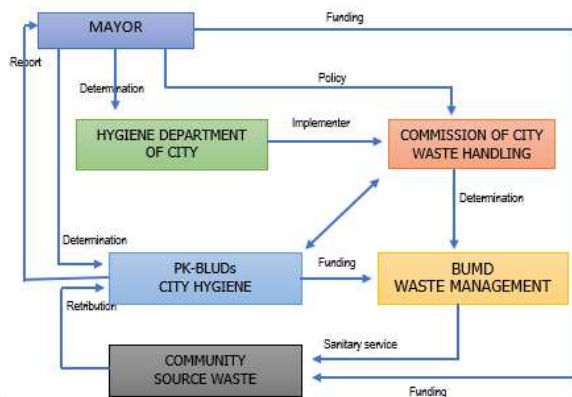 MAYOR
Funding
Report
Policy
Determination
HYGIENE DEPARTMENT
OF CITY
Implementer
COMMISSION OF CITY
WASTE HANDLING
Determination
Determination
PK-BLUDs
CITY HYGIENE
Funding
BUMD
WASTE MANAGEMENT
Retribution
Sanitary service
COMMUNITY
SOURCE WASTE
Funding